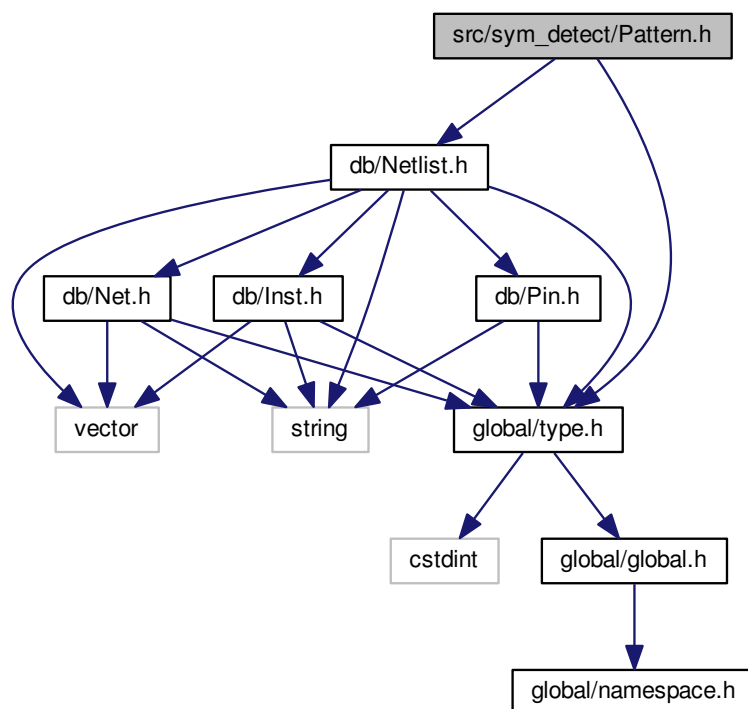 src/sym_detect/Pattern.h
db/Netlist.h
db/Net.h
db/Inst.h
db/Pin.h
vector
string
global/type.h
cstdint
global/global.h
global/namespace.h